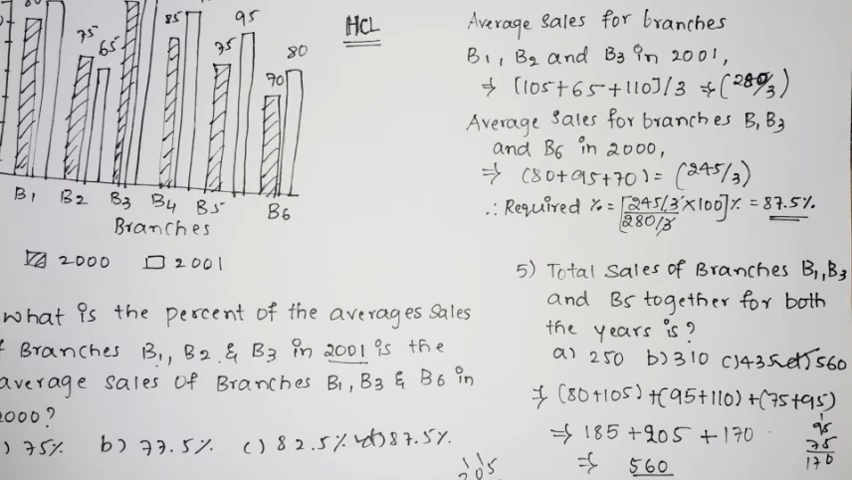 80
75
65
85
75
95
70
80
HCL
B1 B2 B3 B4 B5 B6
Branches
2000 2001
what is the percent of the averages Sales
Branches B1, B2 & B3 in 2001 is the
average sales of Branches B1, B3 & B6 in
2000?
) 75% b) 77.5% c) 82.5% d) 87.5%.
205
Average Sales for branches
B1, B2 and B3 in 2001,
⇒ [105+65+110]/3 ⇒ (280/3)
Average Sales for branches B1 B3
and B6 in 2000,
⇒ (80+95+70) = (245/3)
∴ Required % = [245/3 / 280/3 ×100]% = 87.5%.
5) Total Sales of Branches B1, B3
and B5 together for both
the years is?
a) 250 b) 310 c) 435 d) 560
⇒ (80+105)+(95+110)+(75+95)
⇒ 185 + 205 + 170
⇒ 560
1
95
75
170